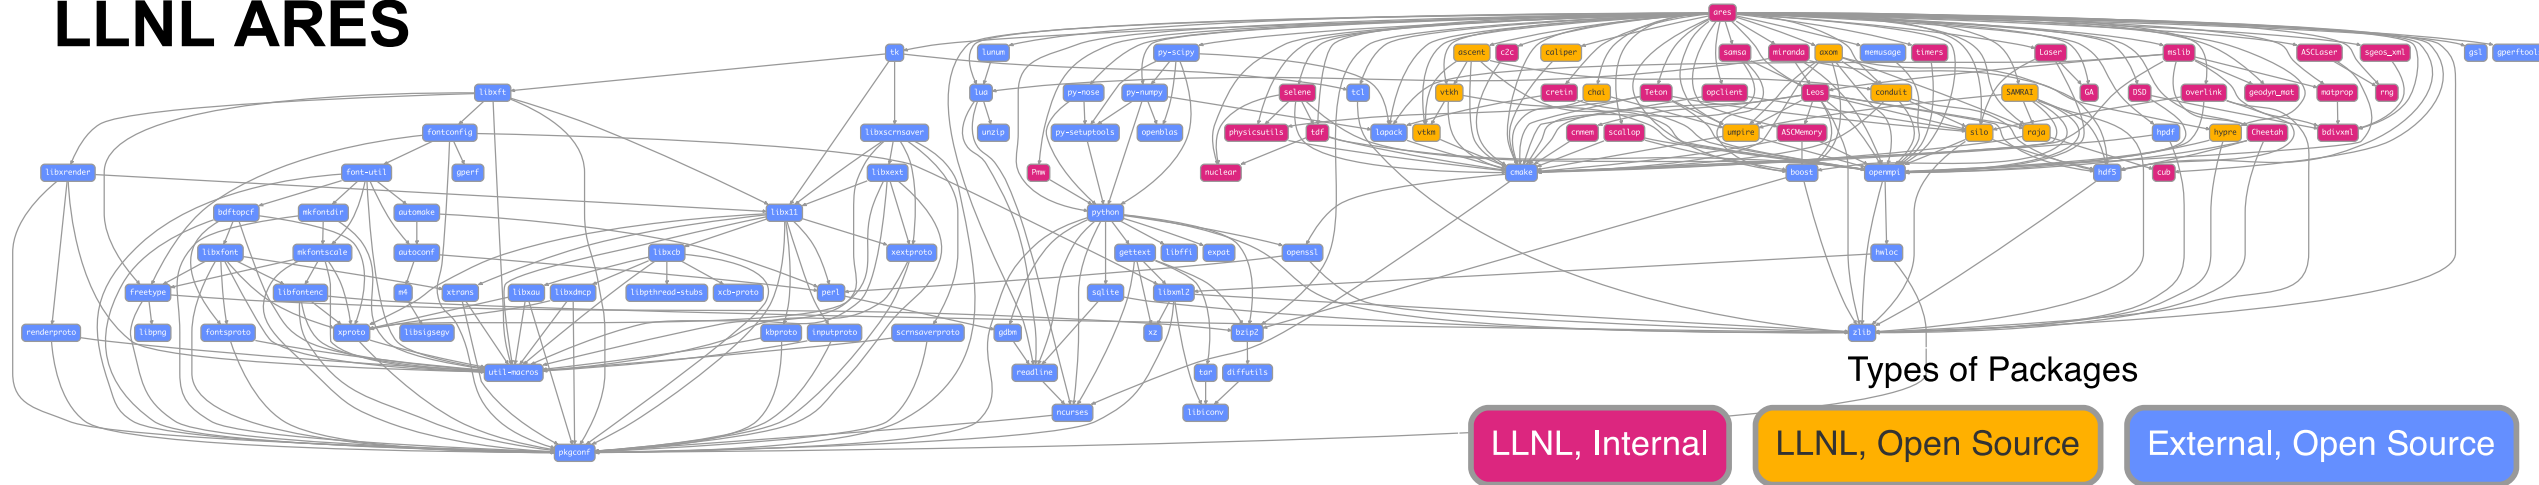 LLNL ARES
ares
tk
lunum
py-scipy
ascent
c2c
caliper
samsa
miranda
axom
memusage
timers
Laser
mslib
ASCLaser
sgeos_xml
gsl
gperftool
libxft
lua
py-nose
py-numpy
selene
tcl
vtkh
cretin
chai
Teton
opclient
Leos
conduit
SAMRAI
GA
DSD
overlink
geodyn_mat
matprop
rng
fontconfig
libxscrnsaver
unzip
py-setuptools
openblas
physicsutils
tdf
lapack
vtkm
cnmem
scallop
umpire
ASCMemory
silo
raja
hpdf
hypre
Cheetah
bdivxml
libxrender
font-util
gperf
libxext
Pmw
nuclear
cmake
boost
openmpi
hdf5
cub
bdftopcf
mkfontdir
automake
libx11
python
libxfont
mkfontscale
autoconf
libxcb
xextproto
gettext
libffi
expat
openssl
hwloc
freetype
libfontenc
m4
xtrans
libxau
libxdmcp
libpthread-stubs
xcb-proto
perl
sqlite
libxml2
renderproto
libpng
fontsproto
xproto
libsigsegv
kbproto
inputproto
scrnsaverproto
gdbm
xz
bzip2
zlib
util-macros
readline
tar
diffutils
Types of Packages
ncurses
libiconv
LLNL, Internal
LLNL, Open Source
External, Open Source
pkgconf